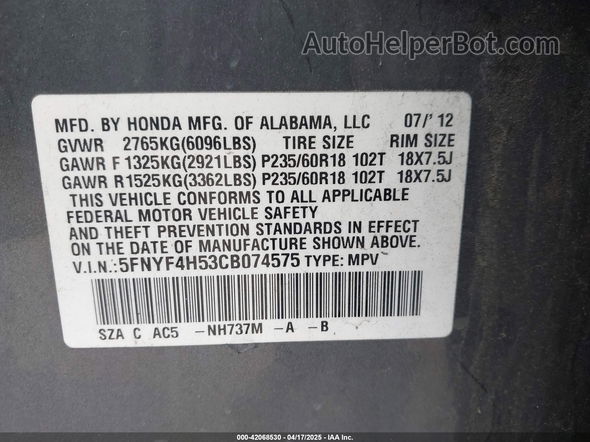 AutoHelperBot.com
MFD. BY HONDA MFG. OF ALABAMA, LLC 07/'12
GVWR 2765KG(6096LBS) TIRE SIZE RIM SIZE
GAWR F1325KG(2921LBS) P235/60R18 102T 18X7.5J
GAWR R1525KG(3362LBS) P235/60R18 102T 18X7.5J
THIS VEHICLE CONFORMS TO ALL APPLICABLE
FEDERAL MOTOR VEHICLE SAFETY
AND THEFT PREVENTION STANDARDS IN EFFECT
ON THE DATE OF MANUFACTURE SHOWN ABOVE.
V.I.N.:5FNYF4H53CB074575 TYPE: MPV
SZA C AC5 -NH737M -A -B
000-42068530 - 04/17/2025 - IAA Inc.